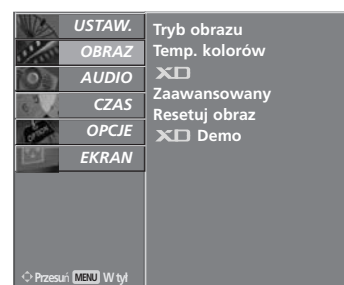 USTAW.
OBRAZ
AUDIO
CZAS
OPCJE
EKRAN
Tryb obrazu
Temp. kolorów
XD
Zaawansowany
Resetuj obraz
XD Demo
Przesuń MENU W tył